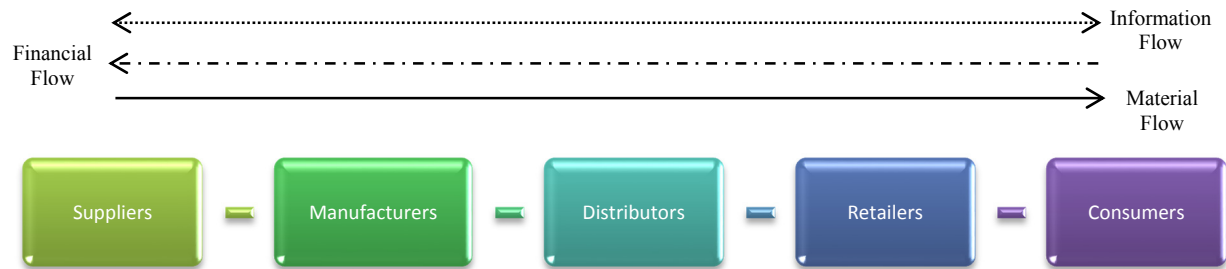 Information
Flow
Financial
Flow
Material
Flow
Suppliers
Manufacturers
Distributors
Retailers
Consumers